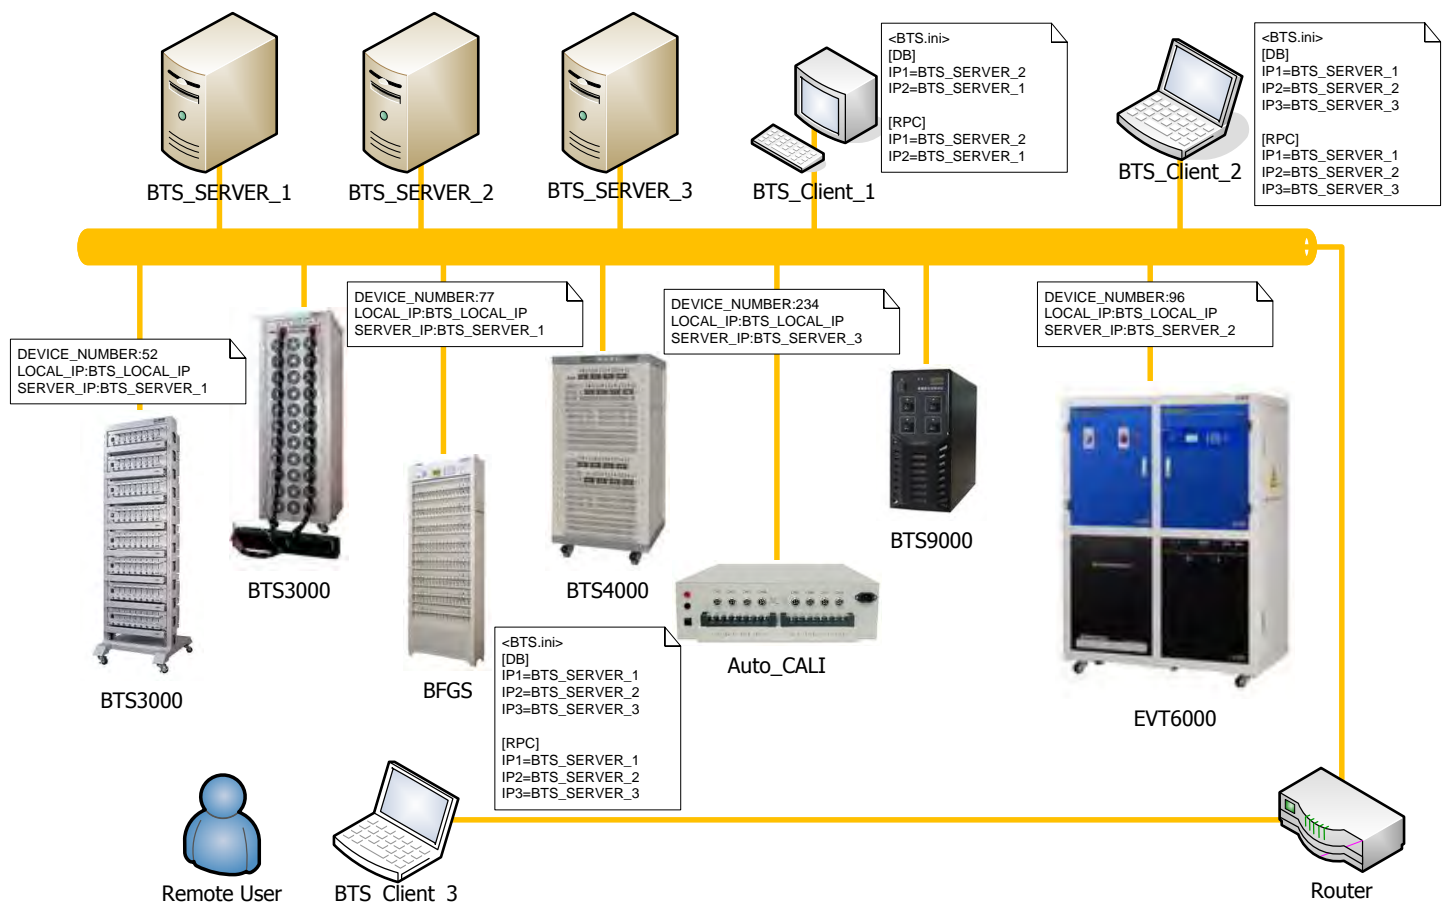 BTS_SERVER_1
BTS_SERVER_2
BTS_SERVER_3
BTS_Client_1
<BTS.ini>
[DB]
IP1=BTS_SERVER_2
IP2=BTS_SERVER_1
[RPC]
IP1=BTS_SERVER_2
IP2=BTS_SERVER_1
BTS_Client_2
<BTS.ini>
[DB]
IP1=BTS_SERVER_1
IP2=BTS_SERVER_2
IP3=BTS_SERVER_3
[RPC]
IP1=BTS_SERVER_1
IP2=BTS_SERVER_2
IP3=BTS_SERVER_3
DEVICE_NUMBER:52
LOCAL_IP:BTS_LOCAL_IP
SERVER_IP:BTS_SERVER_1
DEVICE_NUMBER:77
LOCAL_IP:BTS_LOCAL_IP
SERVER_IP:BTS_SERVER_1
DEVICE_NUMBER:234
LOCAL_IP:BTS_LOCAL_IP
SERVER_IP:BTS_SERVER_3
DEVICE_NUMBER:96
LOCAL_IP:BTS_LOCAL_IP
SERVER_IP:BTS_SERVER_2
BTS3000
BTS3000
BFGS
BTS4000
Auto_CALI
BTS9000
EVT6000
<BTS.ini>
[DB]
IP1=BTS_SERVER_1
IP2=BTS_SERVER_2
IP3=BTS_SERVER_3
[RPC]
IP1=BTS_SERVER_1
IP2=BTS_SERVER_2
IP3=BTS_SERVER_3
Remote User
BTS_Client_3
Router